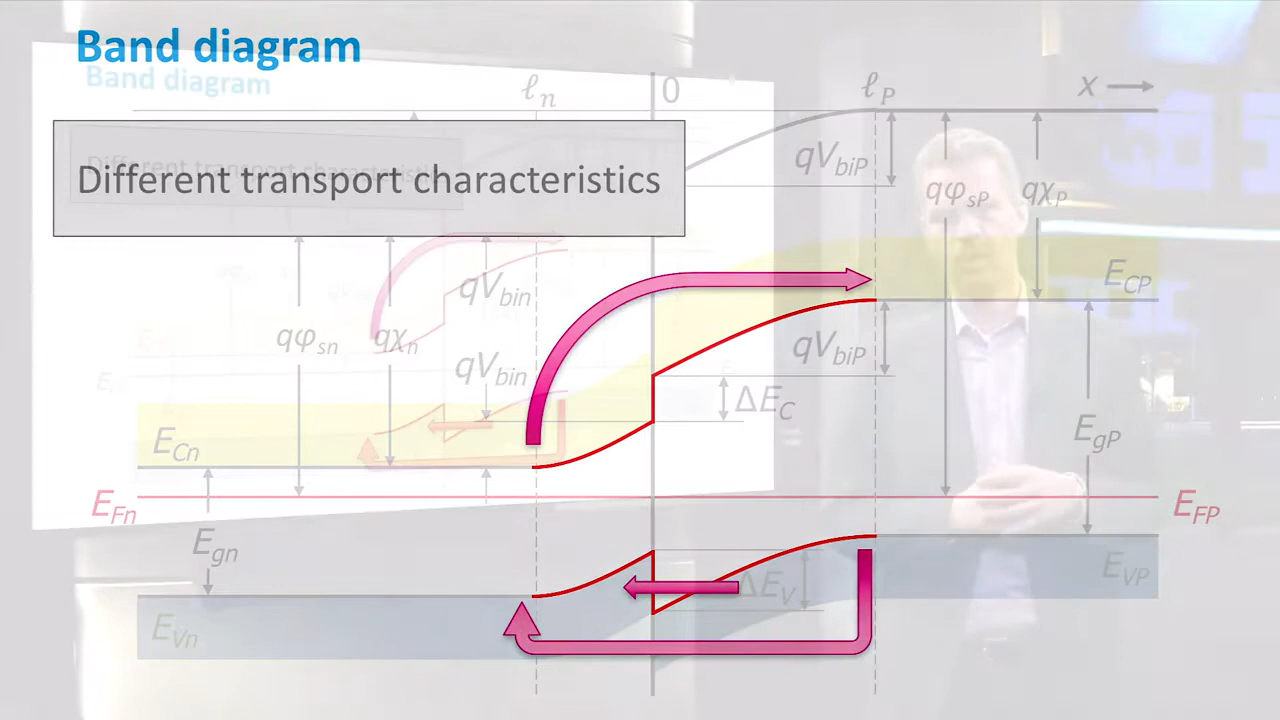 Band diagram
Band diagram
ℓn 0 ℓP x
Different transport characteristics
qVbiP
qφsP qχP
ECP
qVbin
qφsn qχn
qVbiP
qVbin
ΔEC
EgP
ECn
EFn EFP
Egn
ΔEV EVP
EVn